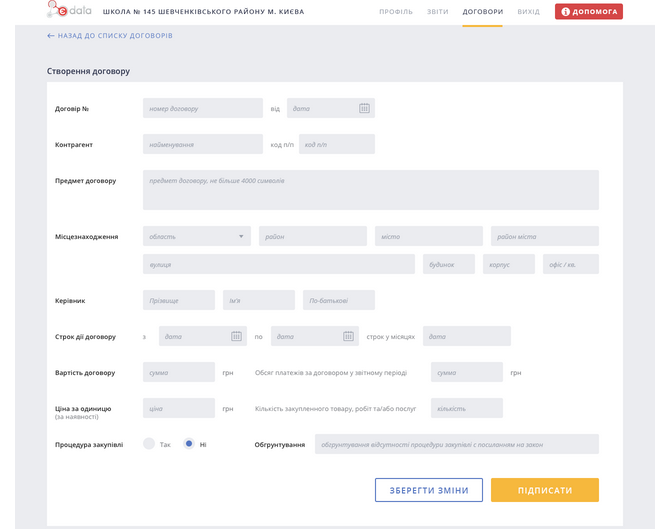 є dala ШКОЛА № 145 ШЕВЧЕНКІВСЬКОГО РАЙОНУ М. КИЄВА ПРОФІЛЬ ЗВІТИ ДОГОВОРИ ВИХІД ДОПОМОГА
← НАЗАД ДО СПИСКУ ДОГОВОРІВ
Створення договору
Договір № номер договору від дата
Контрагент найменування код п/п код п/п
Предмет договору предмет договору, не більше 4000 символів
Місцезнаходження область район місто район міста
вулиця будинок корпус офіс / кв.
Керівник Прізвище Ім'я По-батькові
Строк дії договору з дата по дата строк у місяцях дата
Вартість договору сумма грн Обсяг платежів за договором у звітному періоді сумма грн
Ціна за одиницю ціна грн Кількість закупленного товару, робіт та/або послуг кількість
(за наявності)
Процедура закупівлі Так Ні Обгрунтування обгрунтування відсутності процедури закупівлі с посиланням на закон
ЗБЕРЕГТИ ЗМІНИ ПІДПИСАТИ